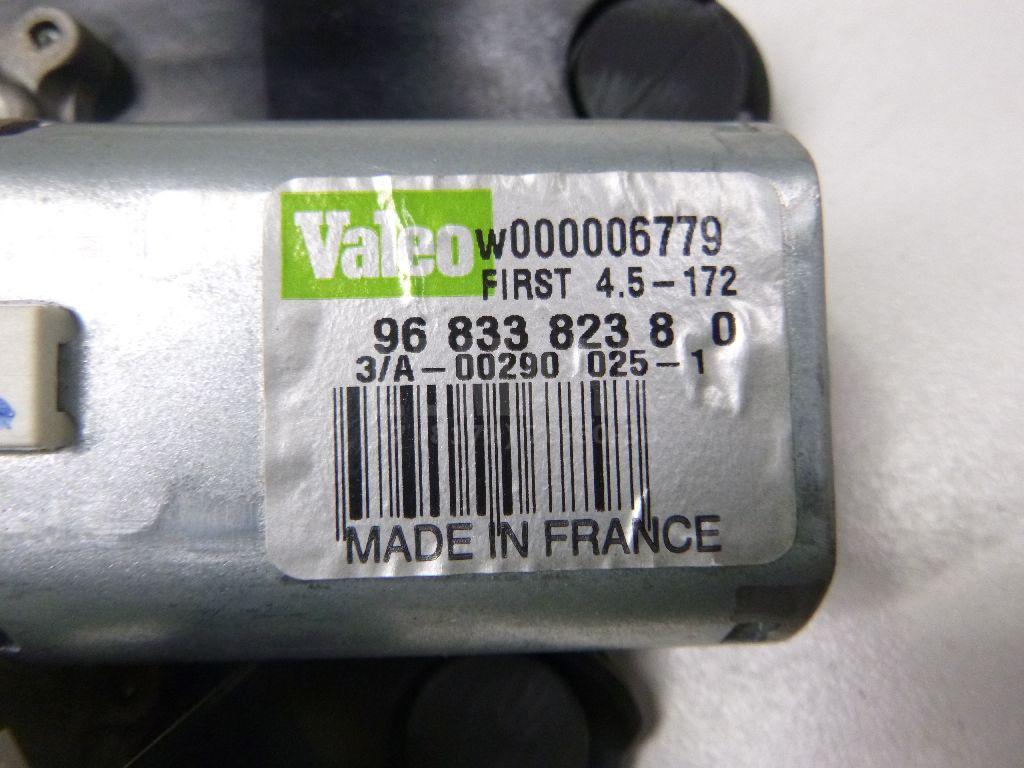 Valeo W000006779
FIRST 4.5-172
96 833 823 8 0
3/A-00290 025-1
MADE IN FRANCE